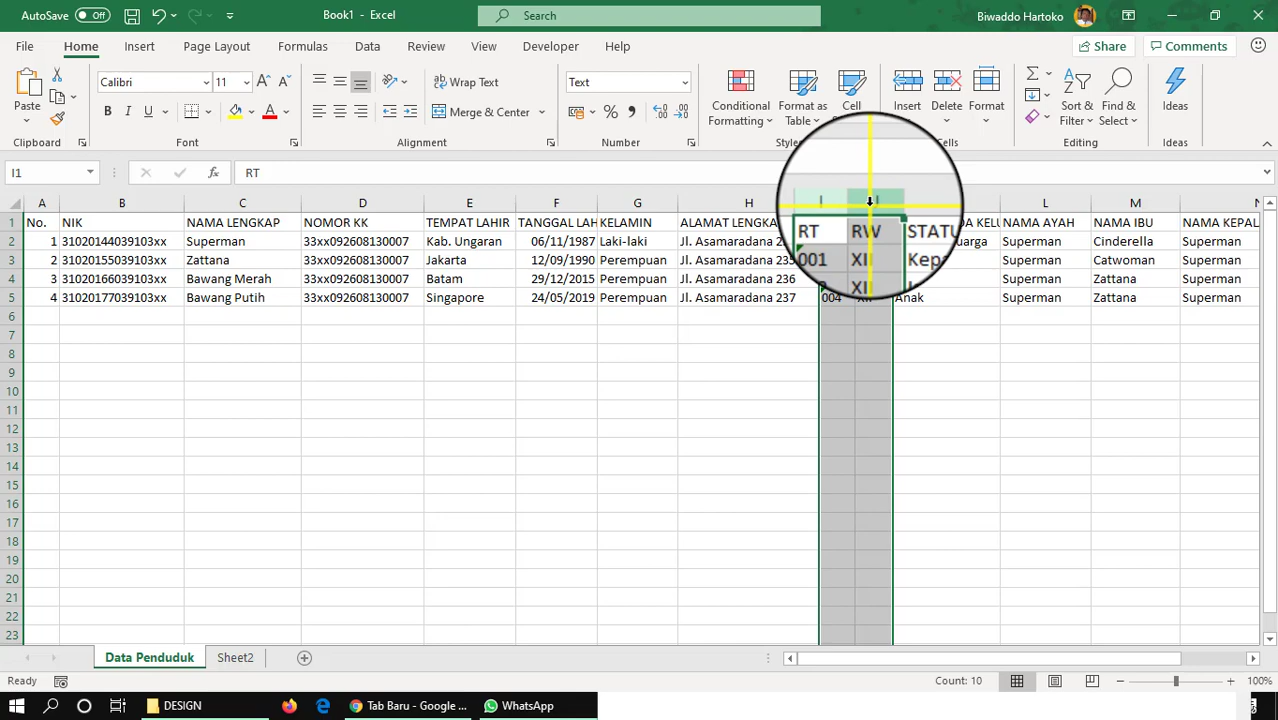 AutoSave Off Book1 - Excel Search Biwaddo Hartoko
File Home Insert Page Layout Formulas Data Review View Developer Help Share Comments
Paste Calibri 11 Wrap Text Text Conditional Format as Cell Insert Delete Format Sort & Find & Ideas
B I U Merge & Center Formatting Table Filter Select
Clipboard Font Alignment Number Cells Editing Ideas
I1 fx RT
A B C D E F G H I L M
1 No. NIK NAMA LENGKAP NOMOR KK TEMPAT LAHIR TANGGAL LAH KELAMIN ALAMAT LENGKA RT RW STATU DA KELU NAMA AYAH NAMA IBU NAMA KEPAL
2 1 31020144039103xx Superman 33xx092608130007 Kab. Ungaran 06/11/1987 Laki-laki Jl. Asamaradana 2 001 XII Kepa uarga Superman Cinderella Superman
3 2 31020155039103xx Zattana 33xx092608130007 Jakarta 12/09/1990 Perempuan Jl. Asamaradana 235 XI Superman Catwoman Superman
4 3 31020166039103xx Bawang Merah 33xx092608130007 Batam 29/12/2015 Perempuan Jl. Asamaradana 236 Superman Zattana Superman
5 4 31020177039103xx Bawang Putih 33xx092608130007 Singapore 24/05/2019 Perempuan Jl. Asamaradana 237 004 XII Anak Superman Zattana Superman
6
7
8
9
10
11
12
13
14
15
16
17
18
19
20
21
22
23
Data Penduduk Sheet2
Ready Count: 10 100%
DESIGN Tab Baru - Google ... WhatsApp